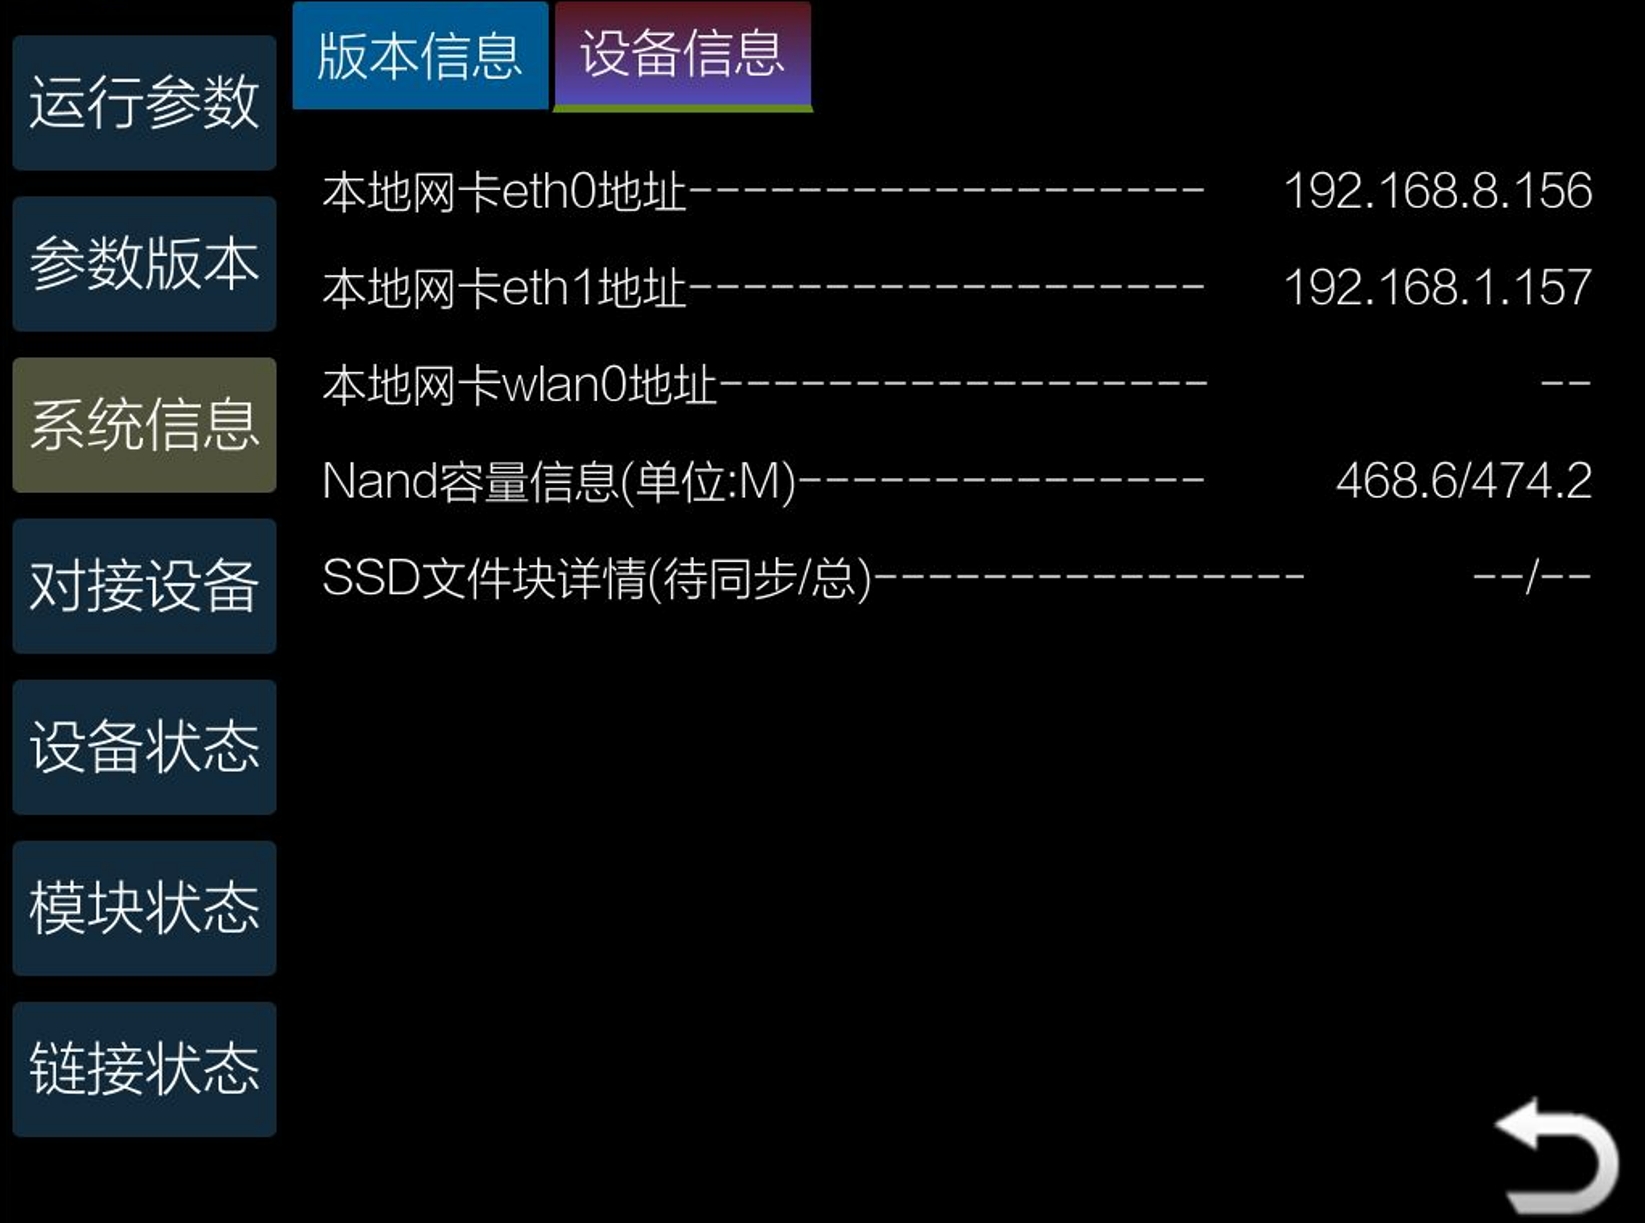 版本信息 设备信息
运行参数
参数版本
系统信息
对接设备
设备状态
模块状态
链接状态
本地网卡eth0地址------------------- 192.168.8.156
本地网卡eth1地址------------------- 192.168.1.157
本地网卡wlan0地址------------------ --
Nand容量信息(单位:M)--------------- 468.6/474.2
SSD文件块详情(待同步/总)---------------- --/--